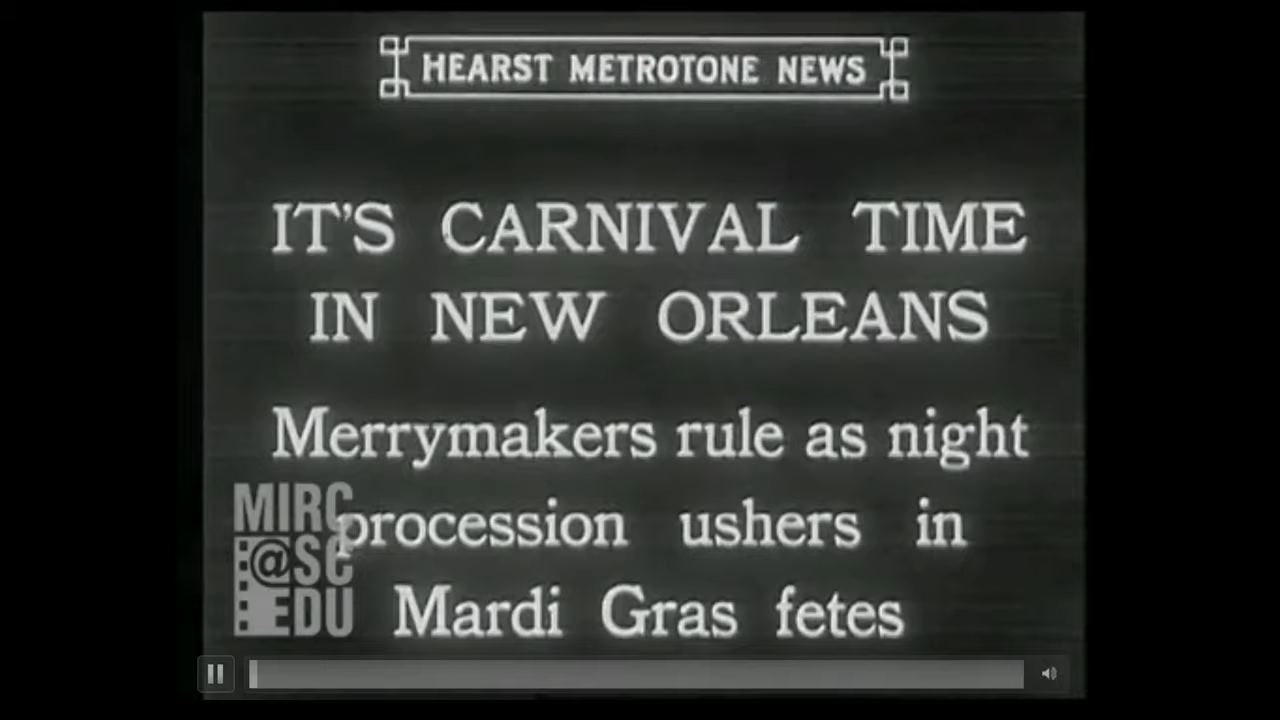 HEARST METROTONE NEWS
IT'S CARNIVAL TIME
IN NEW ORLEANS
Merrymakers rule as night
procession ushers in
Mardi Gras fetes
MIRC
@SC
EDU